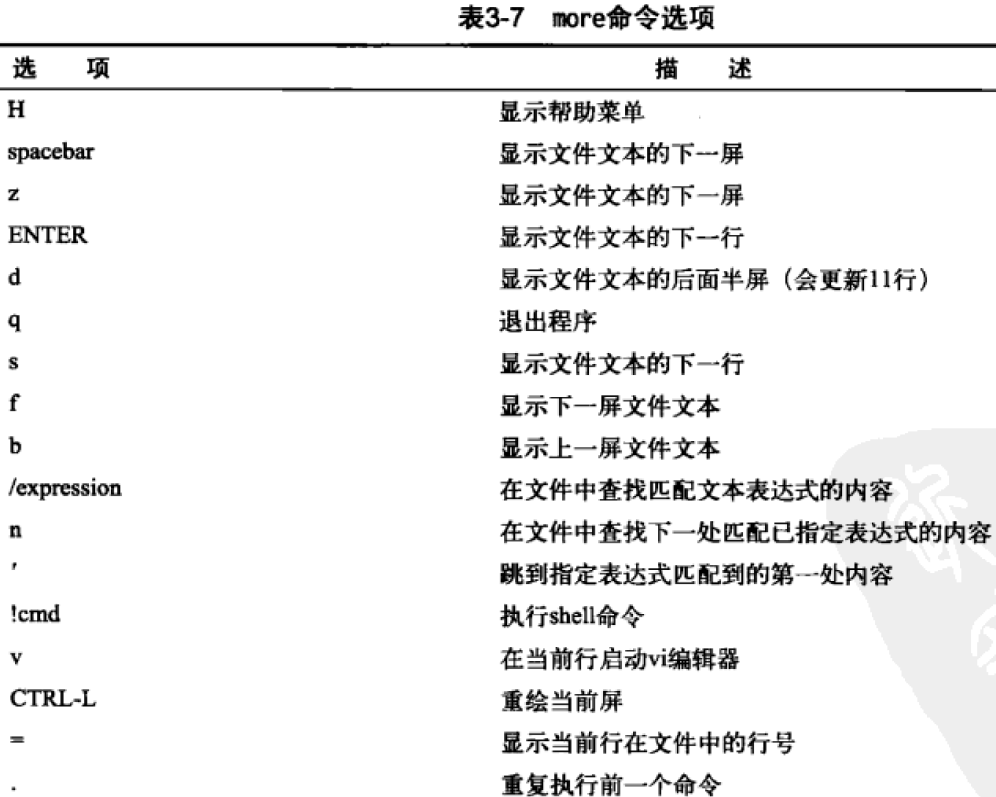 表3-7 more命令选项
选 项 描 述
H 显示帮助菜单
spacebar 显示文件文本的下一屏
z 显示文件文本的下一屏
ENTER 显示文件文本的下一行
d 显示文件文本的后面半屏（会更新11行）
q 退出程序
s 显示文件文本的下一行
f 显示下一屏文件文本
b 显示上一屏文件文本
/expression 在文件中查找匹配文本表达式的内容
n 在文件中查找下一处匹配已指定表达式的内容
' 跳到指定表达式匹配到的第一处内容
!cmd 执行shell命令
v 在当前行启动vi编辑器
CTRL-L 重绘当前屏
= 显示当前行在文件中的行号
. 重复执行前一个命令